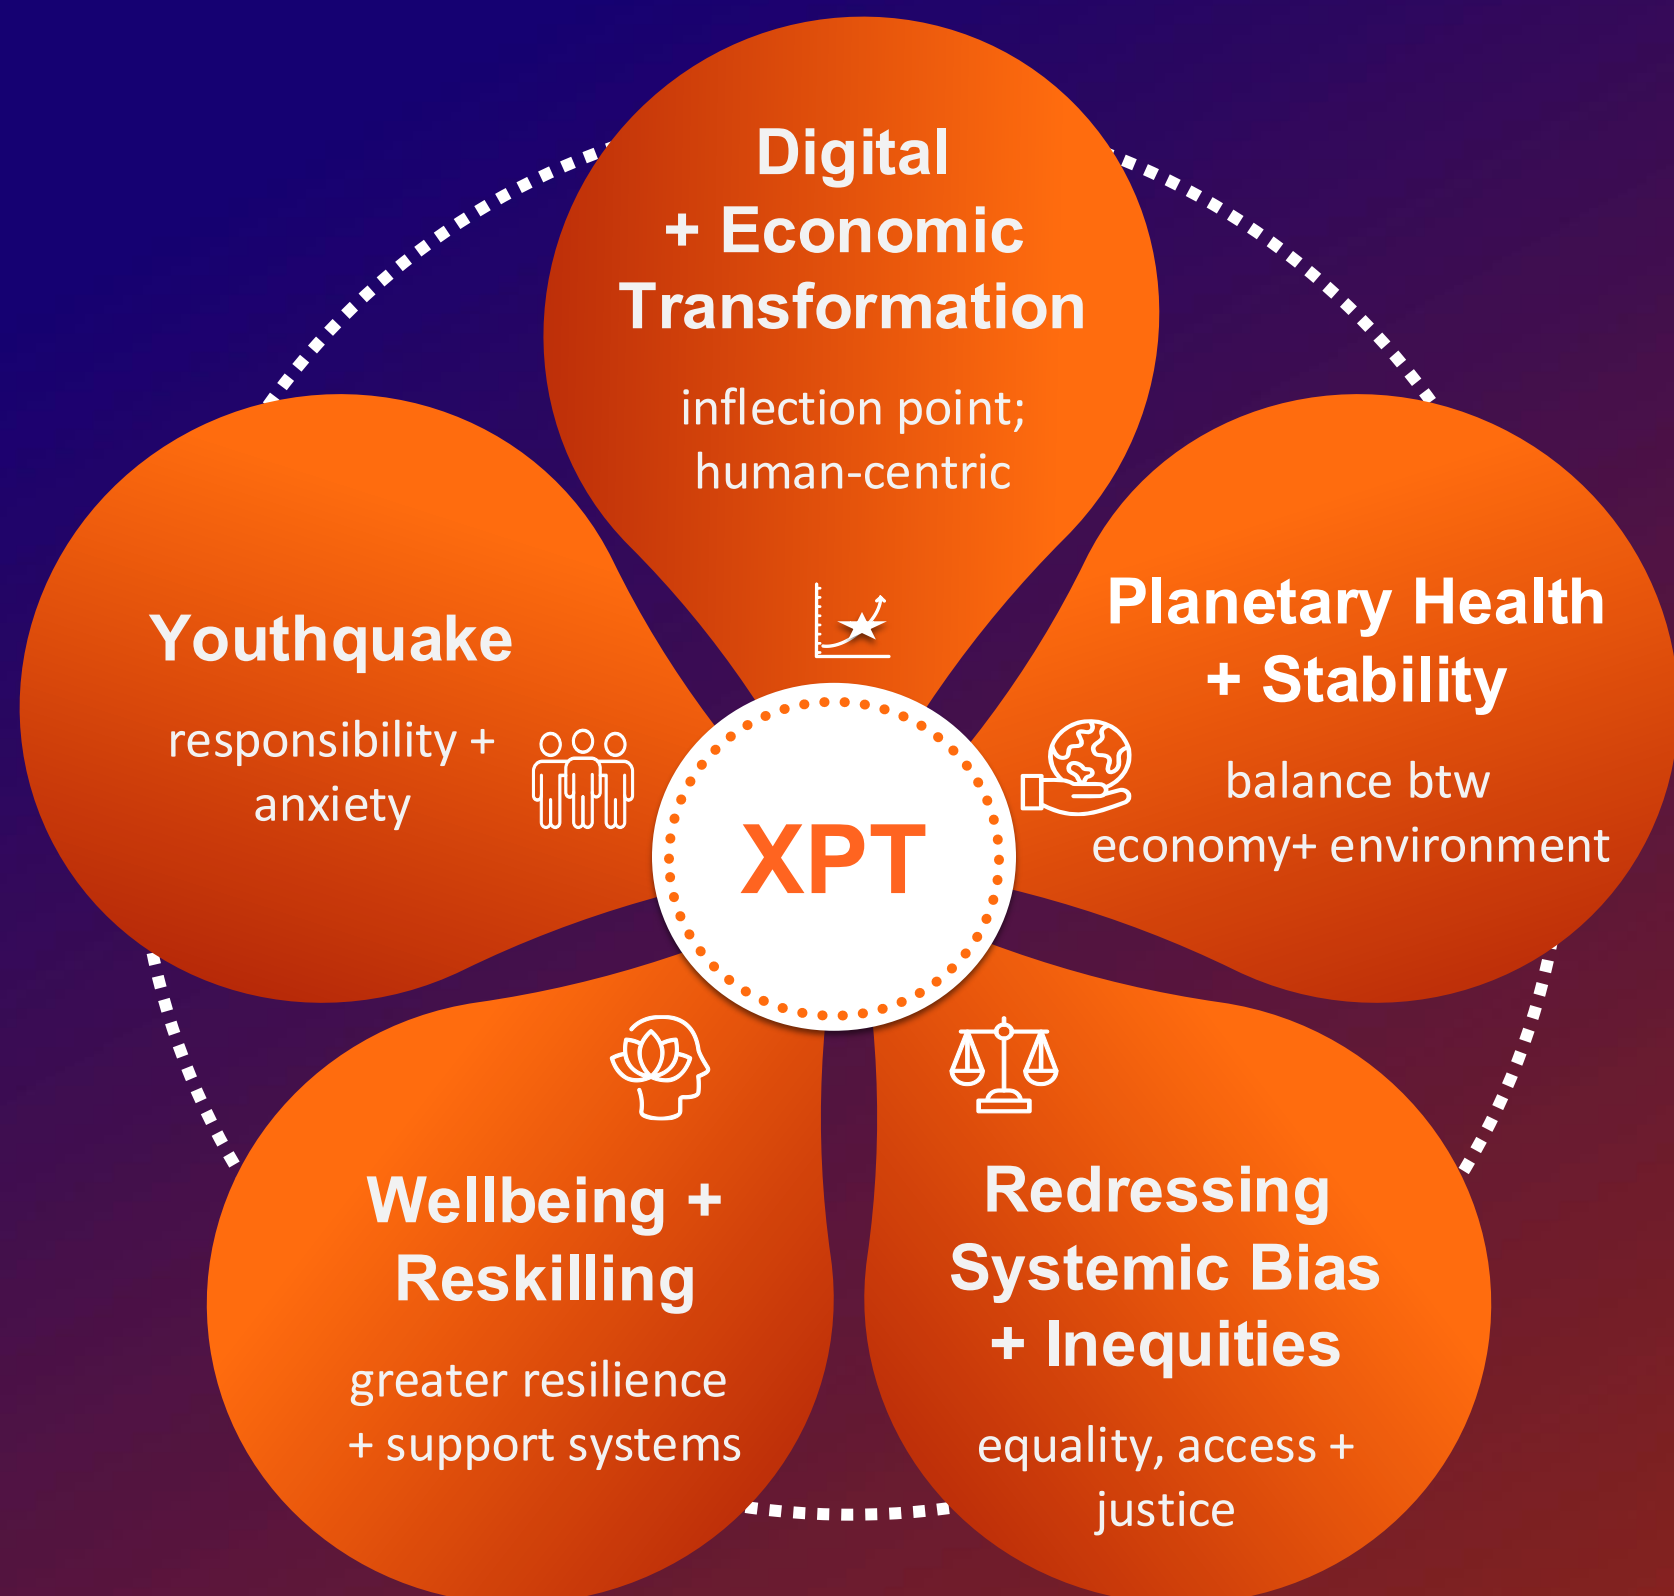 Digital
+ Economic
Transformation
inflection point;
human-centric
Planetary Health
+ Stability
balance btw
economy+ environment
Redressing
Systemic Bias
+ Inequities
equality, access +
justice
Wellbeing +
Reskilling
greater resilience
+ support systems
Youthquake
responsibility +
anxiety
XPT